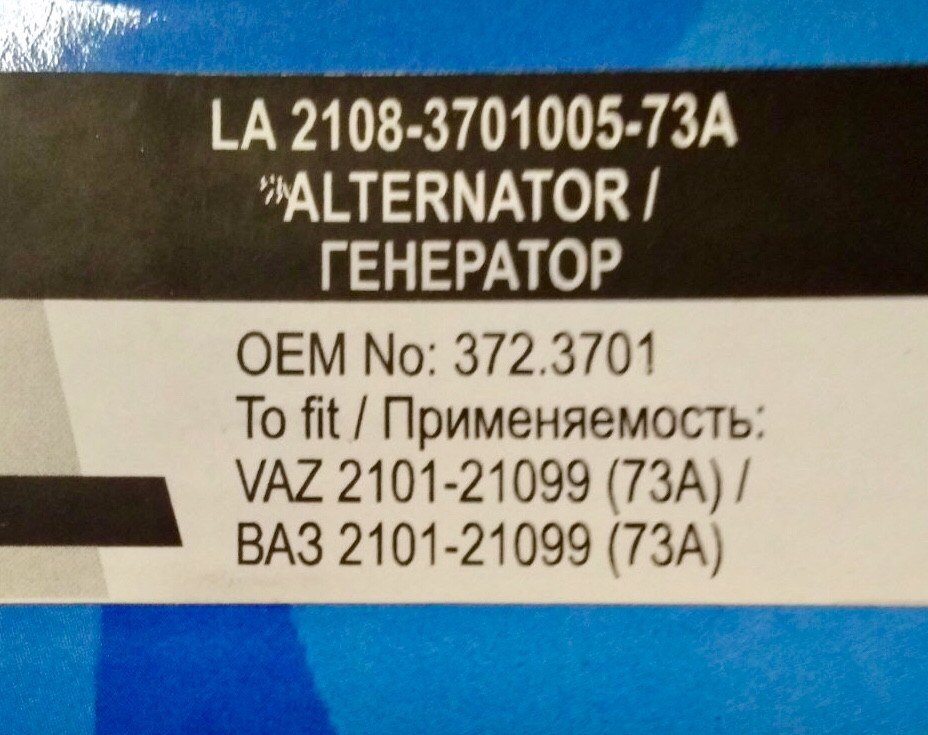 LA 2108-3701005-73A
ALTERNATOR /
ГЕНЕРАТОР
OEM No: 372.3701
To fit / Применяемость:
VAZ 2101-21099 (73A) /
ВАЗ 2101-21099 (73А)